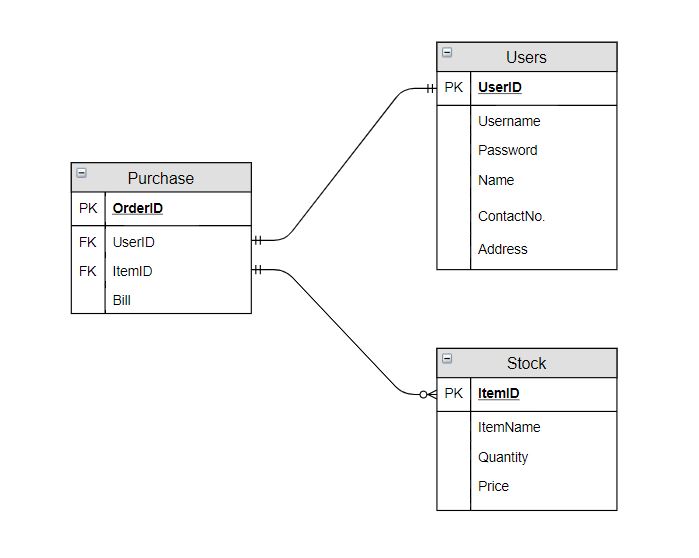 Users
PK UserID
Username
Password
Name
ContactNo.
Address
Purchase
PK OrderID
FK UserID
FK ItemID
Bill
Stock
PK ItemID
ItemName
Quantity
Price